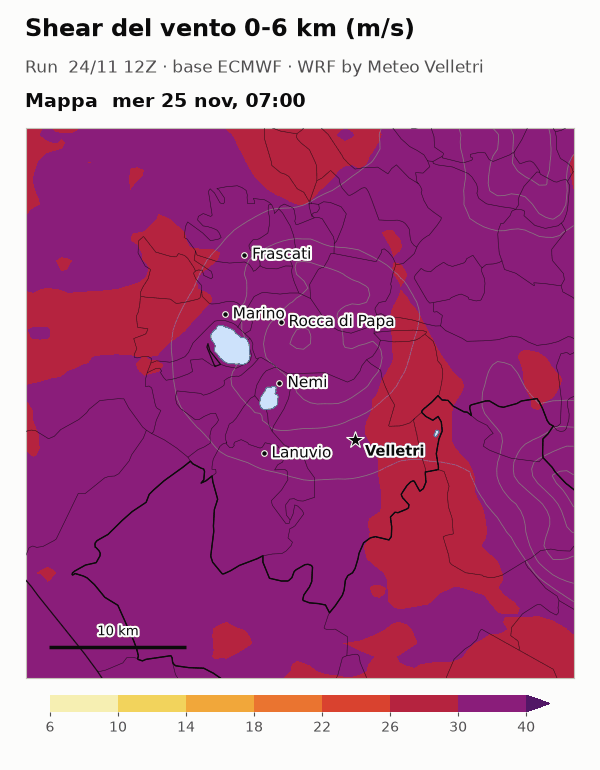 Shear del vento 0-6 km (m/s)
Run 24/11 12Z · base ECMWF · WRF by Meteo Velletri
Mappa mer 25 nov, 07:00
Frascati
Marino
Rocca di Papa
Nemi
Velletri
Lanuvio
10 km
6 10 14 18 22 26 30 40